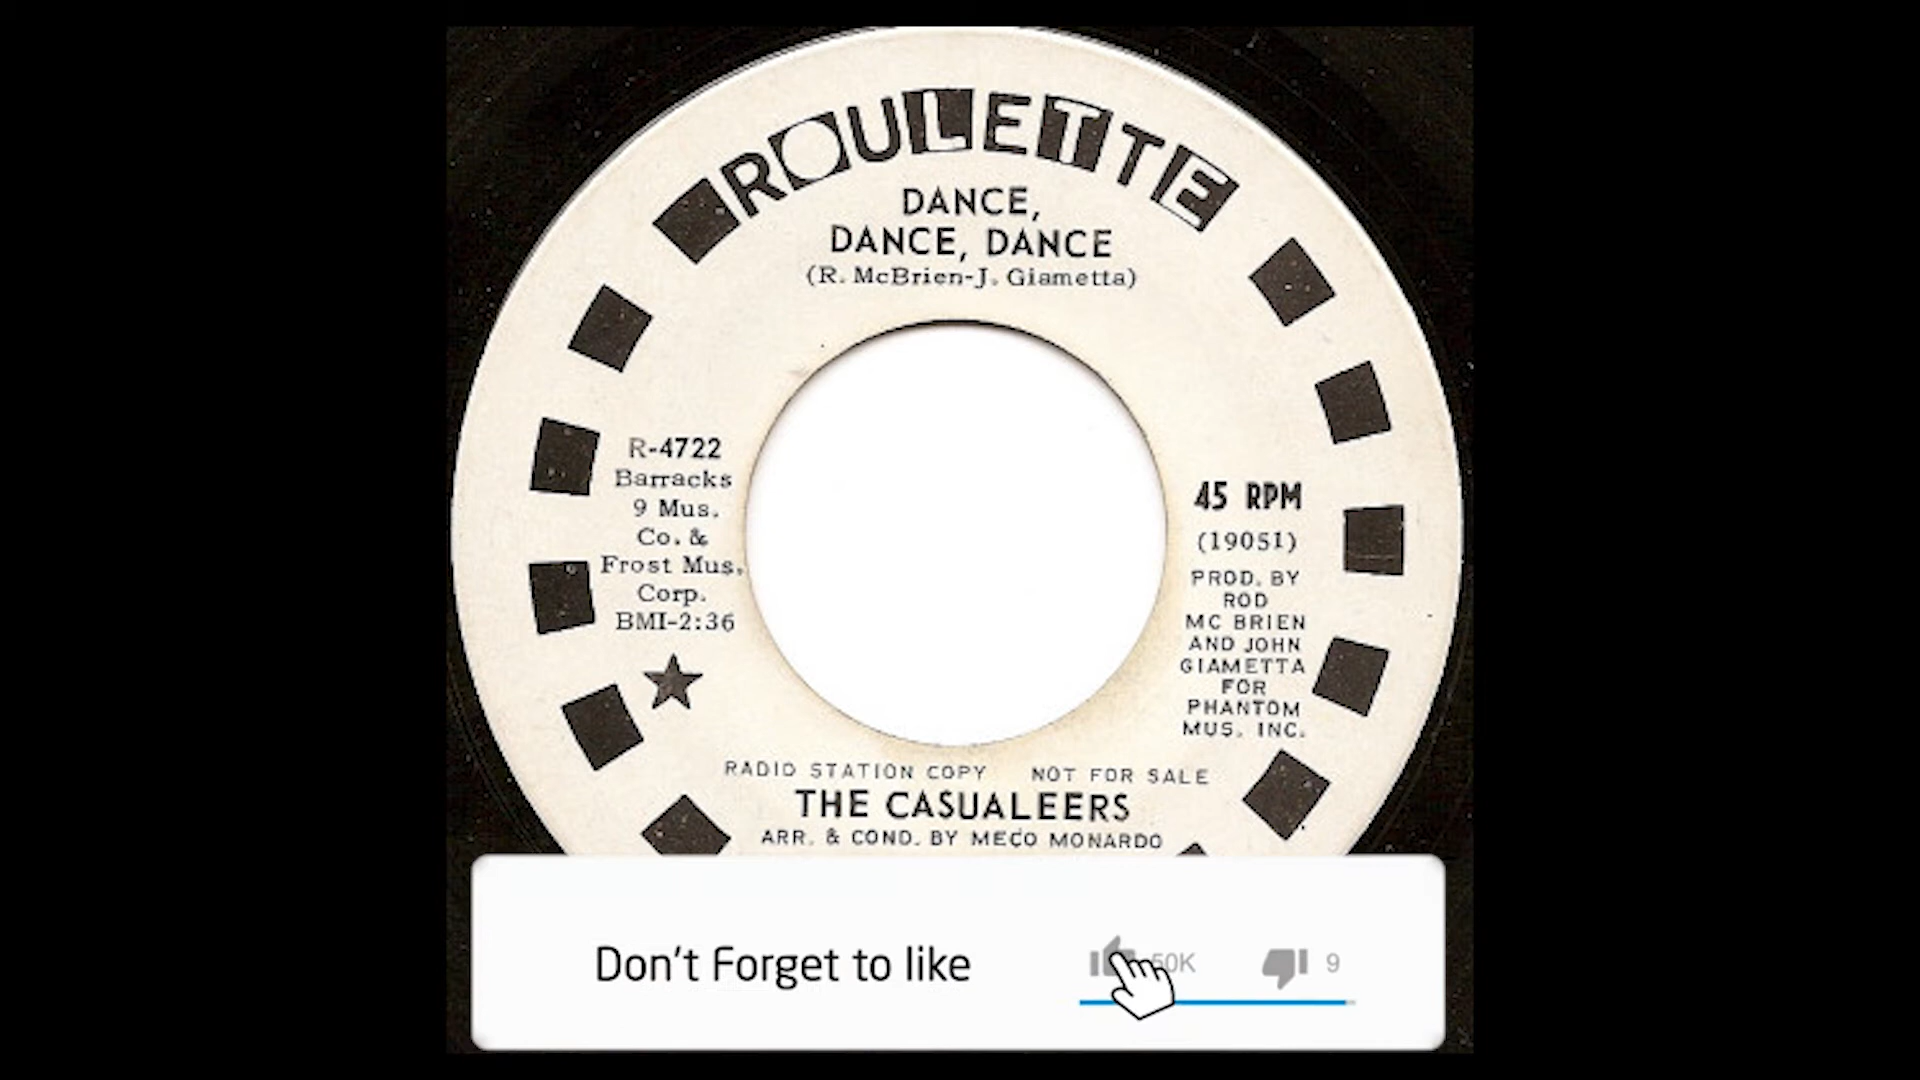 ROULETTE
DANCE,
DANCE, DANCE
(R. McBrien-J. Giametta)
R-4722
Barracks
9 Mus.
Co. &
Frost Mus.
Corp.
BMI-2:36
45 RPM
(19051)
PROD. BY
ROD
MC BRIEN
AND JOHN
GIAMETTA
FOR
PHANTOM
MUS. INC.
RADIO STATION COPY NOT FOR SALE
THE CASUALEERS
ARR. & COND. BY MECO MONARDO
Don't Forget to like
50K
9